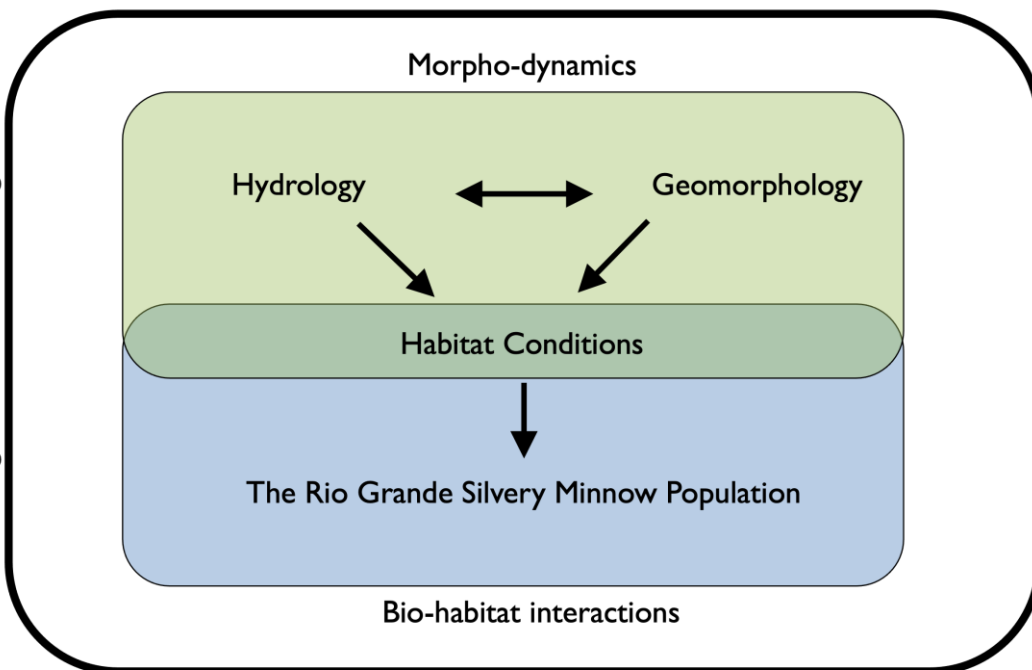 Morpho-dynamics
Hydrology
Geomorphology
Habitat Conditions
The Rio Grande Silvery Minnow Population
Bio-habitat interactions